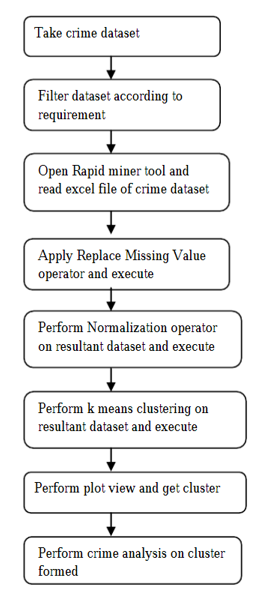 Take crime dataset
Filter dataset according to
requirement
Open Rapid miner tool and
read excel file of crime dataset
Apply Replace Missing Value
operator and execute
Perform Normalization operator
on resultant dataset and execute
Perform k means clustering on
resultant dataset and execute
Perform plot view and get cluster
Perform crime analysis on cluster
formed